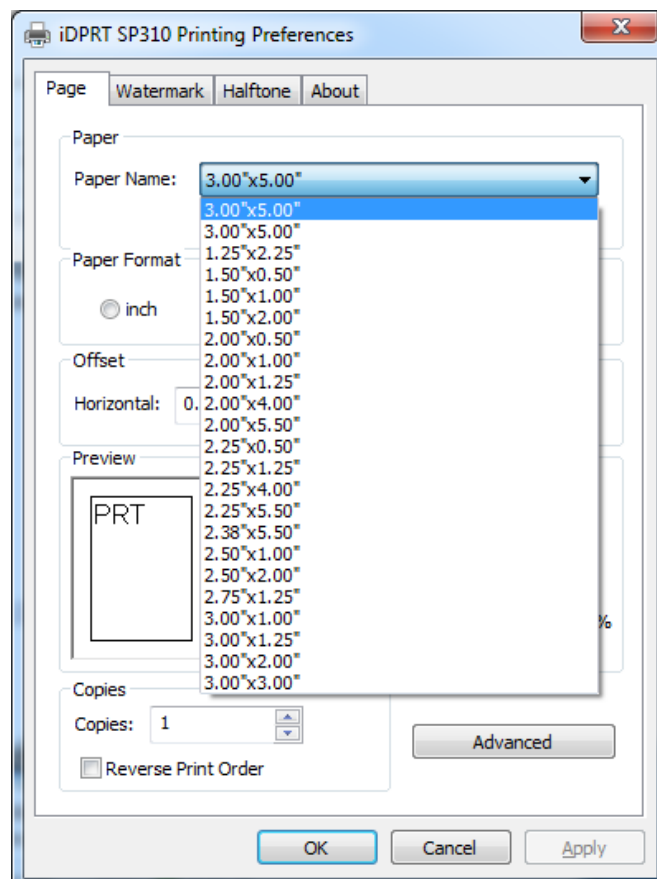 iDPRT SP310 Printing Preferences
Page Watermark Halftone About
Paper
Paper Name: 3.00"x5.00"
3.00"x5.00"
3.00"x5.00"
1.25"x2.25"
1.50"x0.50"
1.50"x1.00"
1.50"x2.00"
2.00"x0.50"
2.00"x1.00"
2.00"x1.25"
2.00"x4.00"
2.00"x5.50"
2.25"x0.50"
2.25"x1.25"
2.25"x4.00"
2.25"x5.50"
2.38"x5.50"
2.50"x1.00"
2.50"x2.00"
2.75"x1.25"
3.00"x1.00"
3.00"x1.25"
3.00"x2.00"
3.00"x3.00"
Paper Format
inch
Offset
Horizontal: 0.
Preview
PRT
%
Copies
Copies: 1
Reverse Print Order
Advanced
OK Cancel Apply